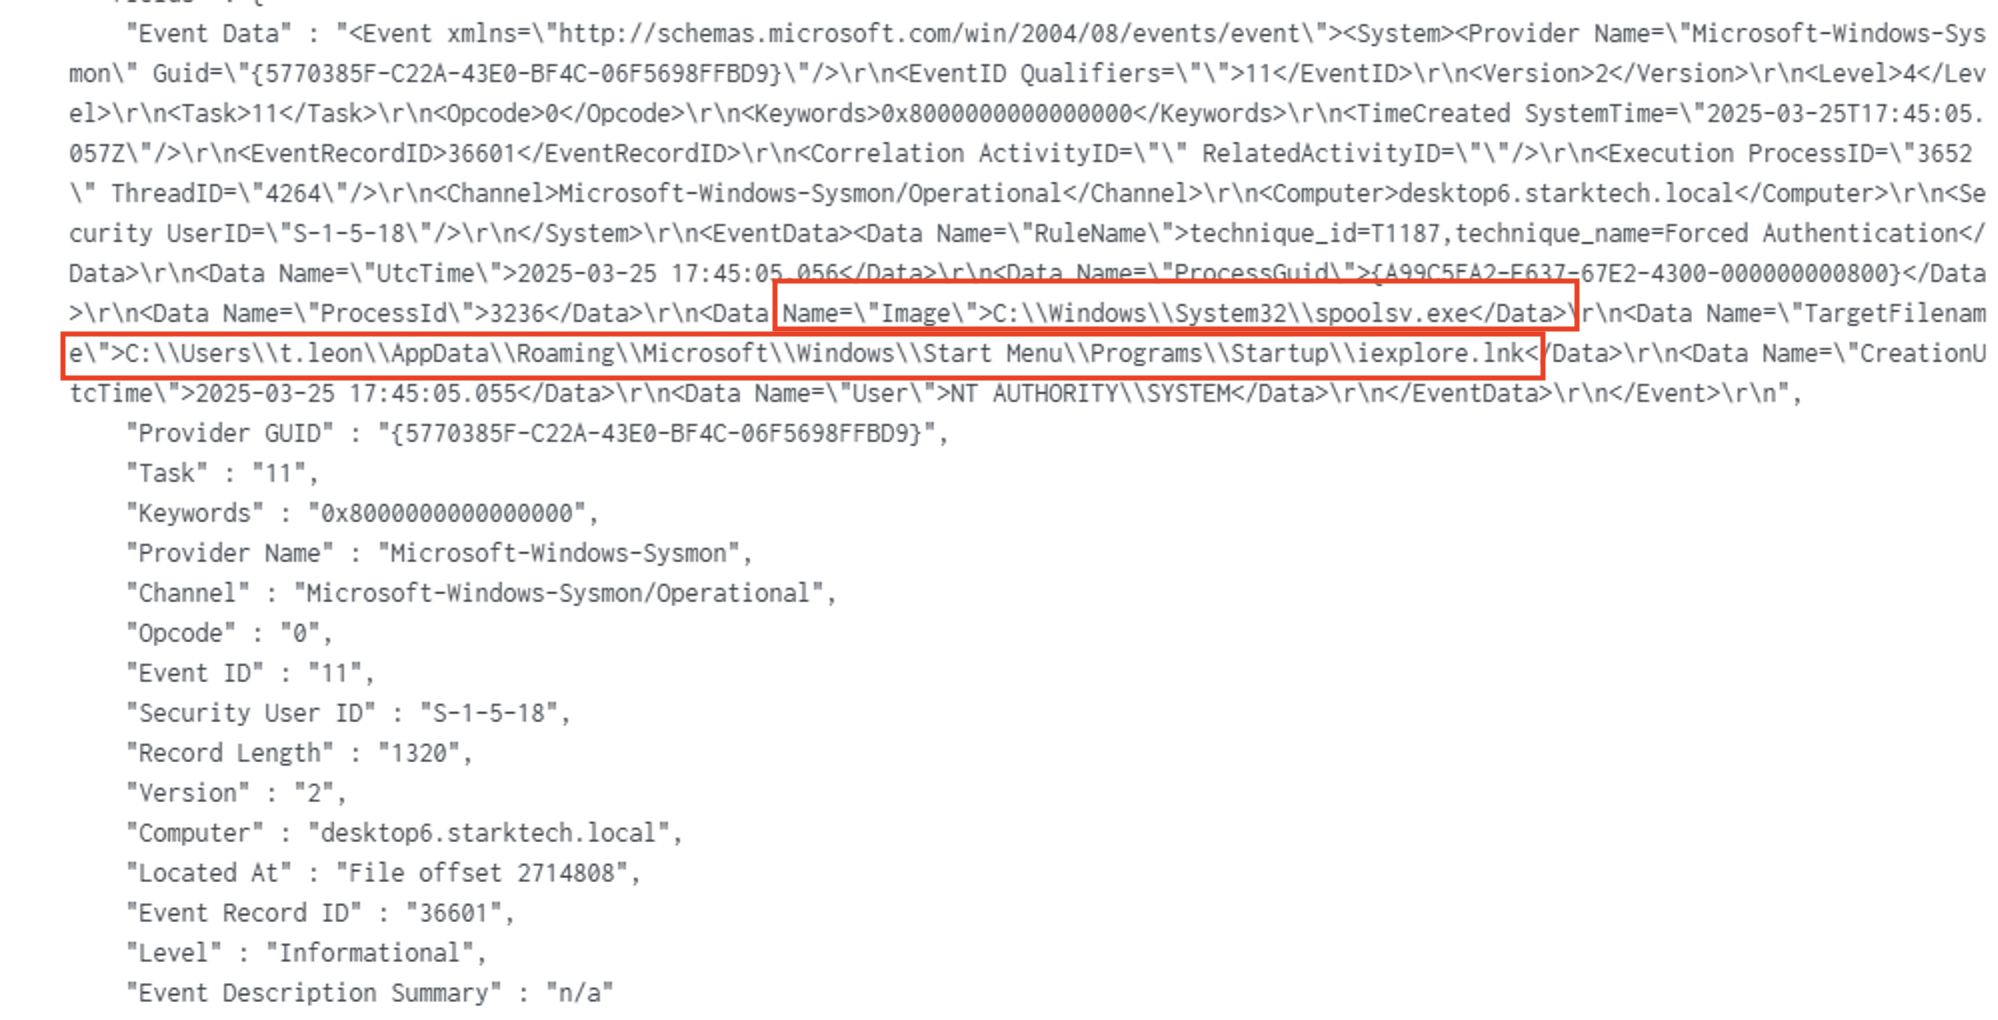 "Event Data" : "<Event xmlns=\"http://schemas.microsoft.com/win/2004/08/events/event\"><System><Provider Name=\"Microsoft-Windows-Sys
mon\" Guid=\"{5770385F-C22A-43E0-BF4C-06F5698FFBD9}\"/>\r\n<EventID Qualifiers=\"\">11</EventID>\r\n<Version>2</Version>\r\n<Level>4</Lev
el>\r\n<Task>11</Task>\r\n<Opcode>0</Opcode>\r\n<Keywords>0x8000000000000000</Keywords>\r\n<TimeCreated SystemTime=\"2025-03-25T17:45:05.
057Z\"/>\r\n<EventRecordID>36601</EventRecordID>\r\n<Correlation ActivityID=\"\" RelatedActivityID=\"\"/>\r\n<Execution ProcessID=\"3652
\" ThreadID=\"4264\"/>\r\n<Channel>Microsoft-Windows-Sysmon/Operational</Channel>\r\n<Computer>desktop6.starktech.local</Computer>\r\n<Se
curity UserID=\"S-1-5-18\"/>\r\n</System>\r\n<EventData><Data Name=\"RuleName\">technique_id=T1187,technique_name=Forced Authentication</
Data>\r\n<Data Name=\"UtcTime\">2025-03-25 17:45:05.056</Data>\r\n<Data Name=\"ProcessGuid\">{A99C5FA2-F637-67E2-4300-000000000800}</Data
>\r\n<Data Name=\"ProcessId\">3236</Data>\r\n<Data Name=\"Image\">C:\\Windows\\System32\\spoolsv.exe</Data>\r\n<Data Name=\"TargetFilenam
e\">C:\\Users\\t.leon\\AppData\\Roaming\\Microsoft\\Windows\\Start Menu\\Programs\\Startup\\iexplore.lnk</Data>\r\n<Data Name=\"CreationU
tcTime\">2025-03-25 17:45:05.055</Data>\r\n<Data Name=\"User\">NT AUTHORITY\\SYSTEM</Data>\r\n</EventData>\r\n</Event>\r\n",
"Provider GUID" : "{5770385F-C22A-43E0-BF4C-06F5698FFBD9}",
"Task" : "11",
"Keywords" : "0x8000000000000000",
"Provider Name" : "Microsoft-Windows-Sysmon",
"Channel" : "Microsoft-Windows-Sysmon/Operational",
"Opcode" : "0",
"Event ID" : "11",
"Security User ID" : "S-1-5-18",
"Record Length" : "1320",
"Version" : "2",
"Computer" : "desktop6.starktech.local",
"Located At" : "File offset 2714808",
"Event Record ID" : "36601",
"Level" : "Informational",
"Event Description Summary" : "n/a"